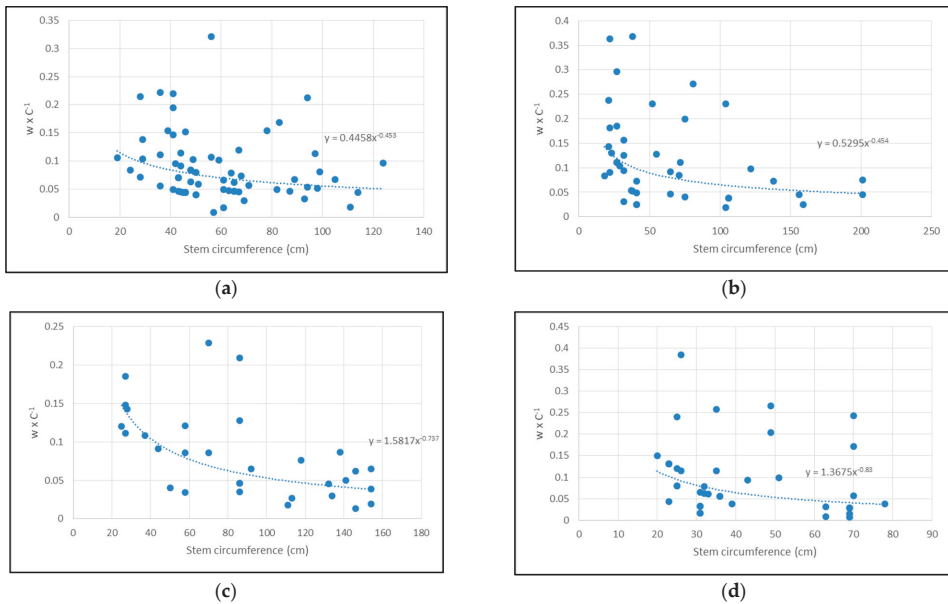 0.35
0.3
0.25
0.2
0.15
0.1
0.05
0
w x C⁻¹
y = 0.4458x⁻⁰·⁴⁵³
0 20 40 60 80 100 120 140
Stem circumference (cm)
(a)
0.4
0.35
0.3
0.25
0.2
0.15
0.1
0.05
0
w x C⁻¹
y = 0.5295x⁻⁰·⁴⁵⁴
0 50 100 150 200 250
Stem circumference (cm)
(b)
0.25
0.2
0.15
0.1
0.05
0
w x C⁻¹
y = 1.5817x⁻⁰·⁷³⁷
0 20 40 60 80 100 120 140 160 180
Stem circumference (cm)
(c)
0.45
0.4
0.35
0.3
0.25
0.2
0.15
0.1
0.05
0
w x C⁻¹
y = 1.3675x⁻⁰·⁸³
0 10 20 30 40 50 60 70 80 90
Stem circumference (cm)
(d)